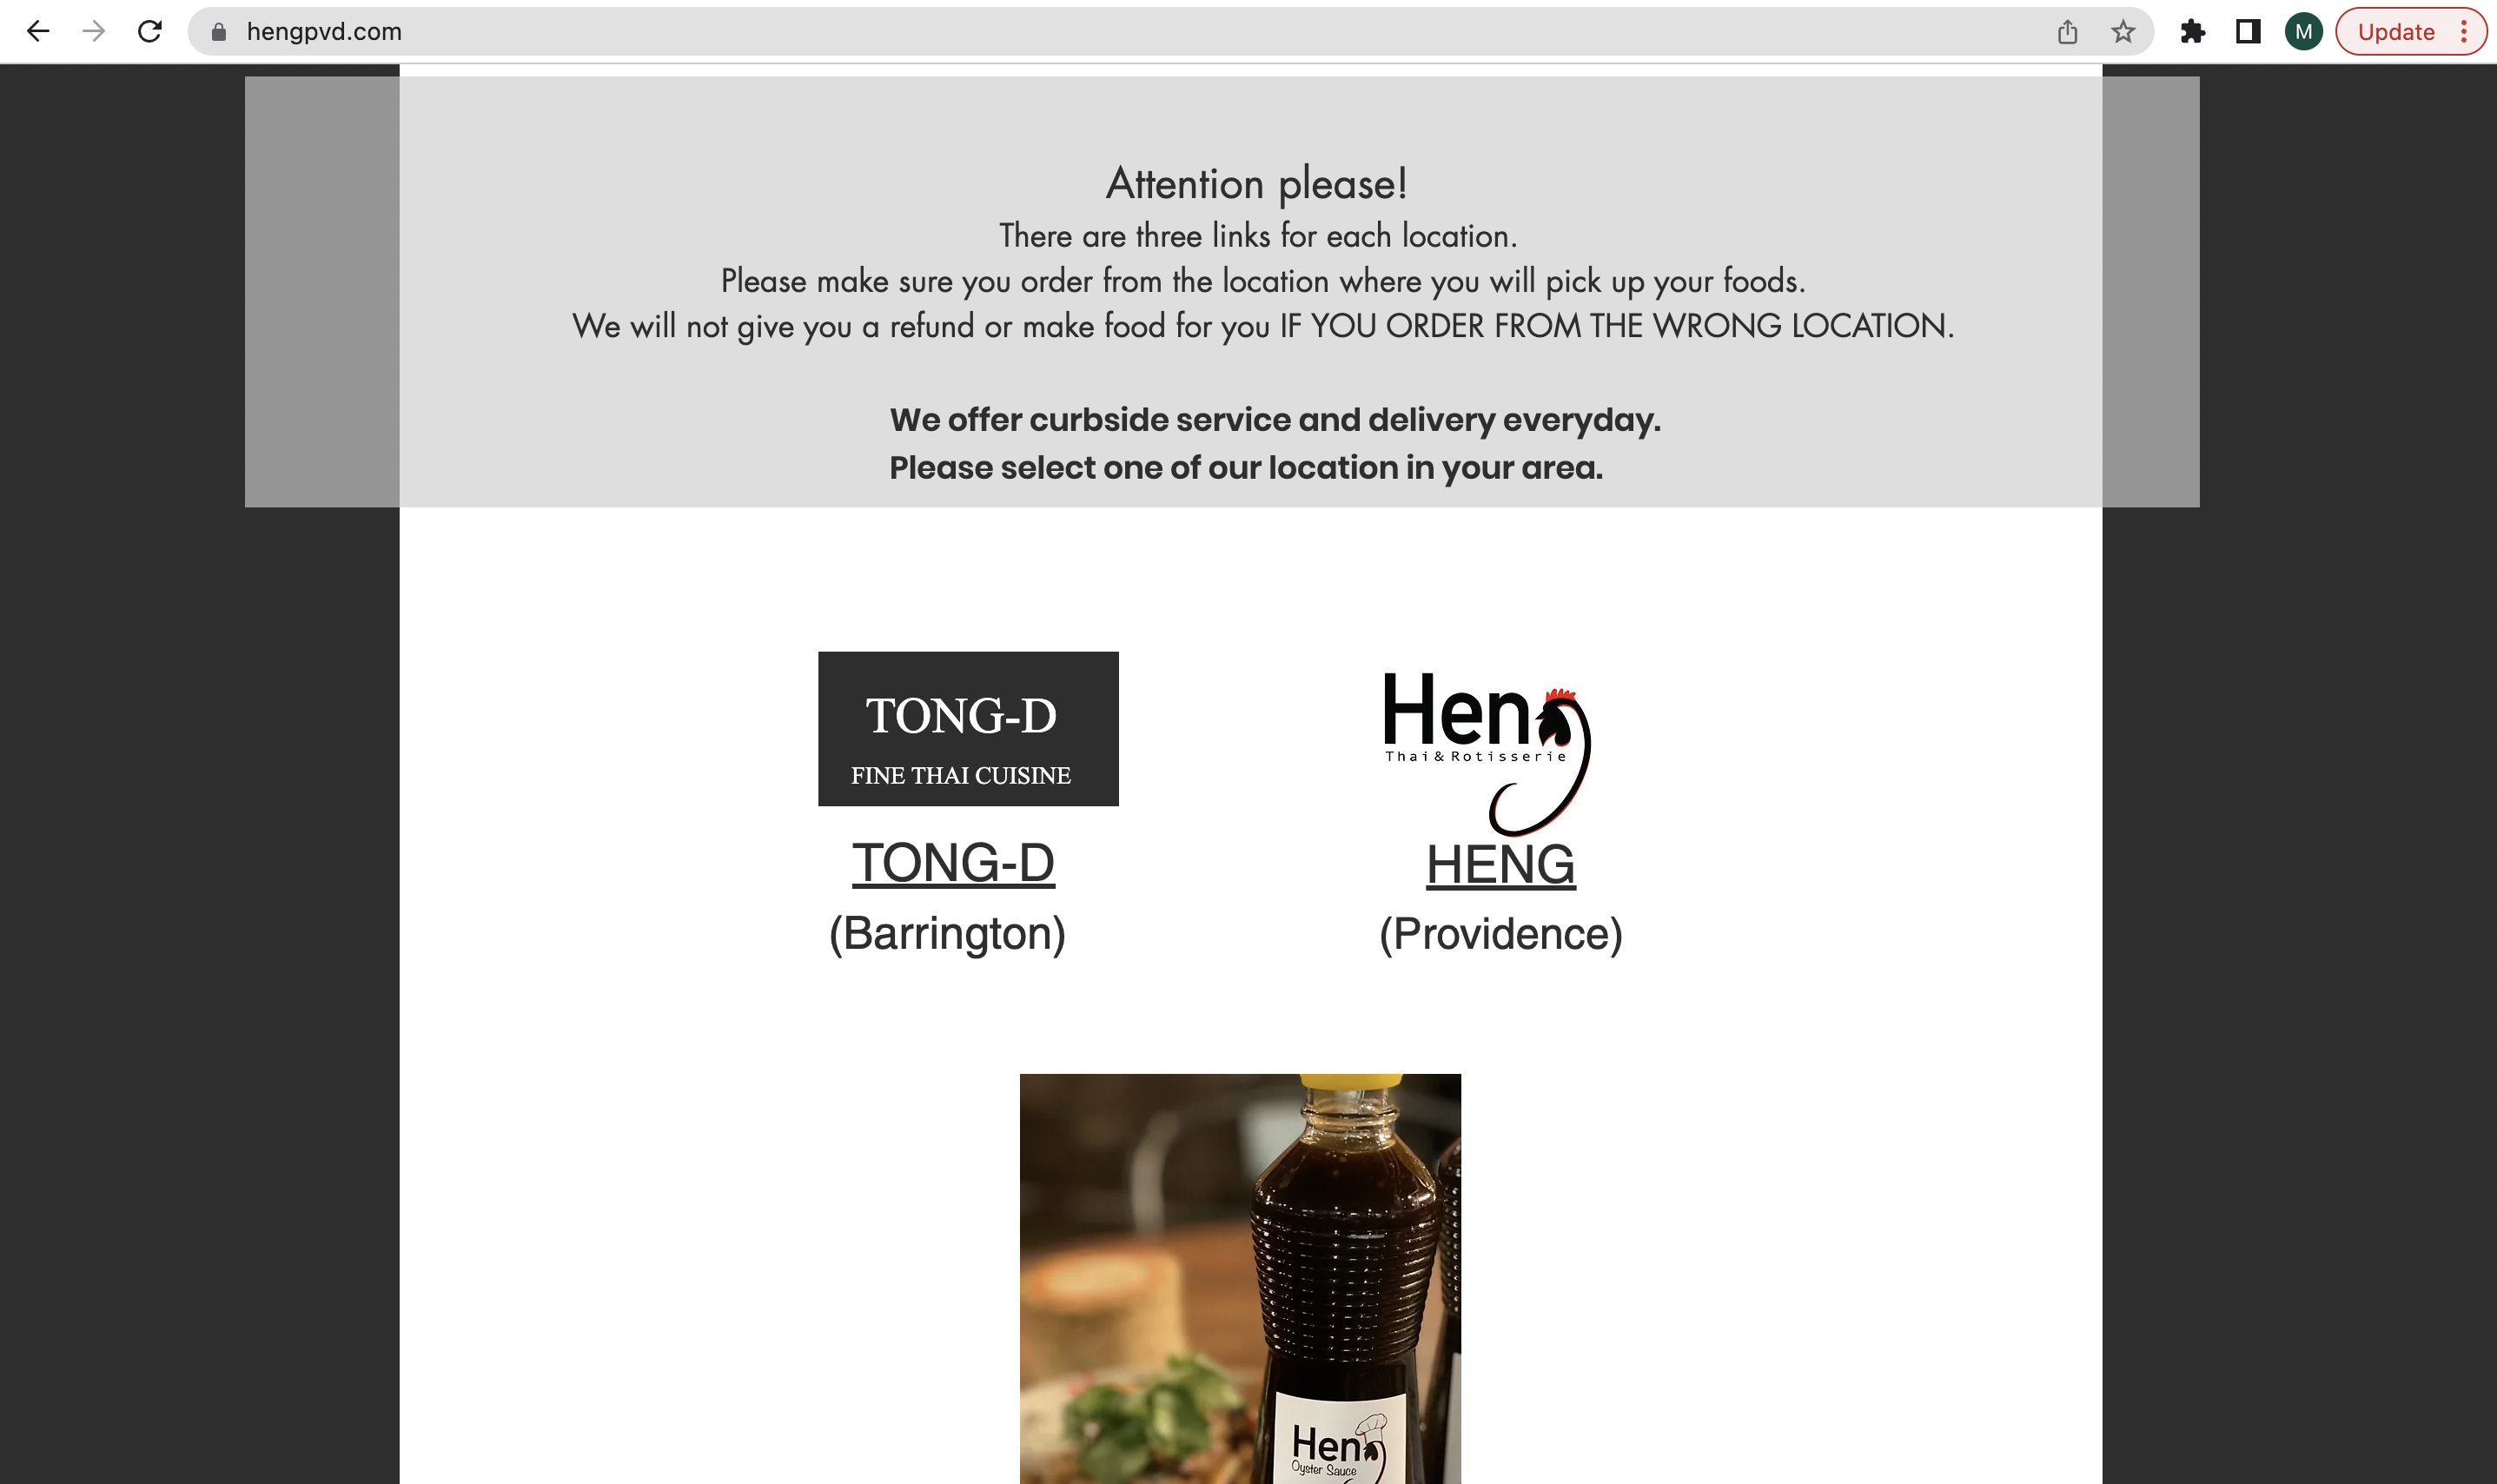 hengpvd.com
M
Update
Attention please!
There are three links for each location.
Please make sure you order from the location where you will pick up your foods.
We will not give you a refund or make food for you IF YOU ORDER FROM THE WRONG LOCATION.
We offer curbside service and delivery everyday.
Please select one of our location in your area.
TONG-D
FINE THAI CUISINE
Heng
Thai & Rotisserie
TONG-D
HENG
(Barrington)
(Providence)
Heng
Oyster Sauce